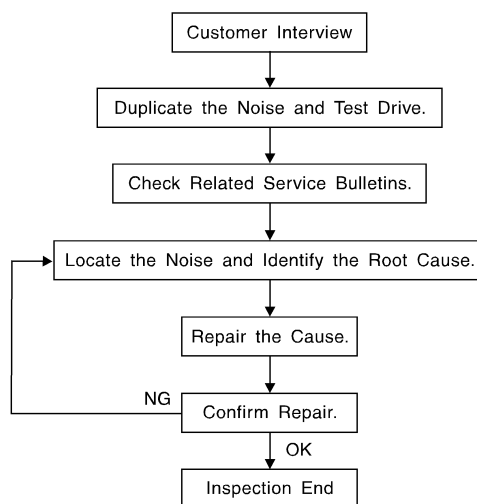 Customer Interview
Duplicate the Noise and Test Drive.
Check Related Service Bulletins.
Locate the Noise and Identify the Root Cause.
Repair the Cause.
NG
Confirm Repair.
OK
Inspection End